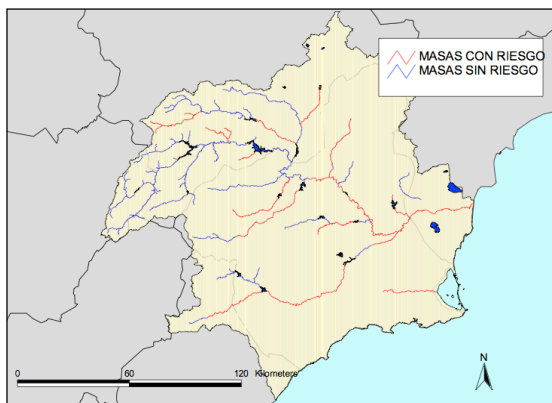 MASAS CON RIESGO
MASAS SIN RIESGO
N
0 60 120 Kilometers